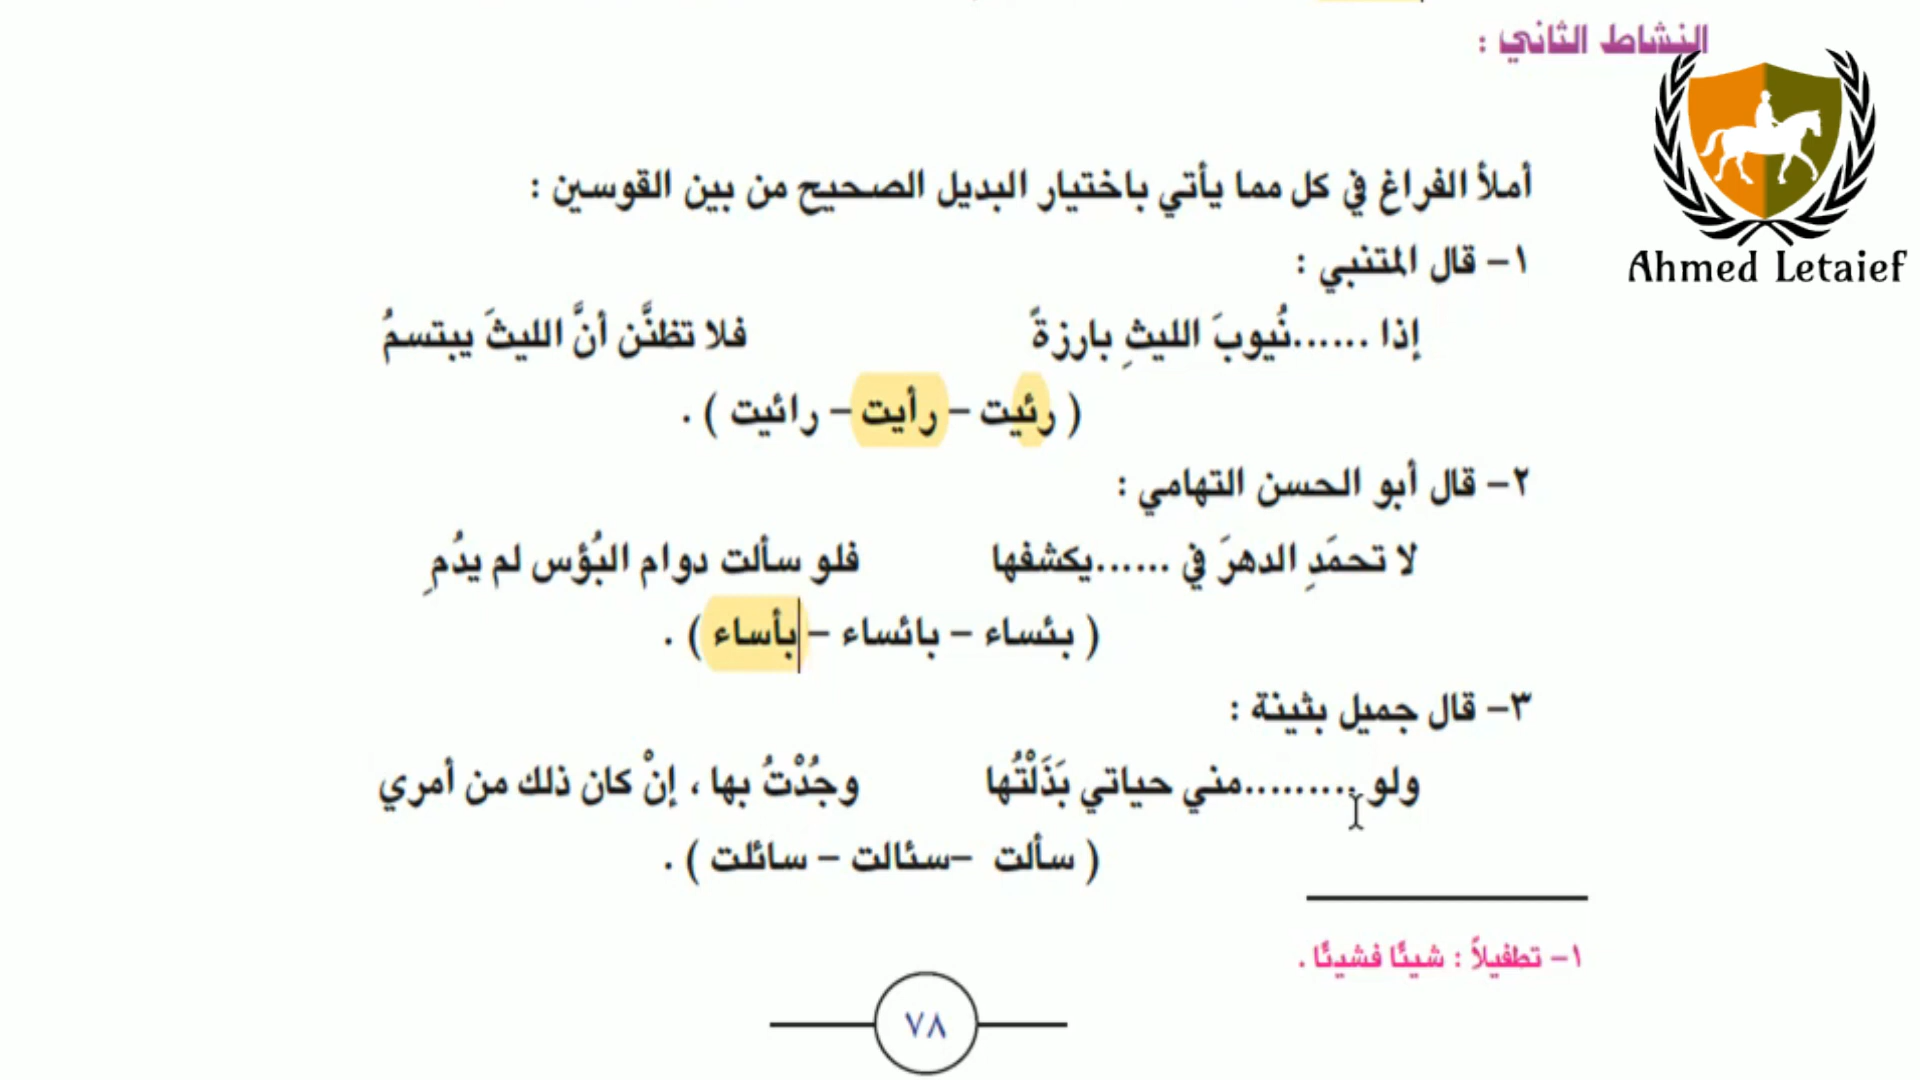 النشاط الثاني :
Ahmed Letaief
أملأ الفراغ في كل مما يأتي باختيار البديل الصحيح من بين القوسين :
١– قال المتنبي :
إذا ......نُيوبَ الليثِ بارزةً فلا تظنَّن أنَّ الليثَ يبتسمُ
( رئيت – رأيت – رائيت ) .
٢– قال أبو الحسن التهامي :
لا تحمَدِ الدهرَ في ......يكشفها فلو سألت دوام البُؤس لم يدُمِ
( بئساء – بائساء – بأساء ) .
٣– قال جميل بثينة :
ولو .........مني حياتي بَذَلْتُها وجُدْتُ بها ، إنْ كان ذلك من أمري
( سألت –سئالت – سائلت ) .
١– تطفيلاً : شيئًا فشيئًا .
٧٨